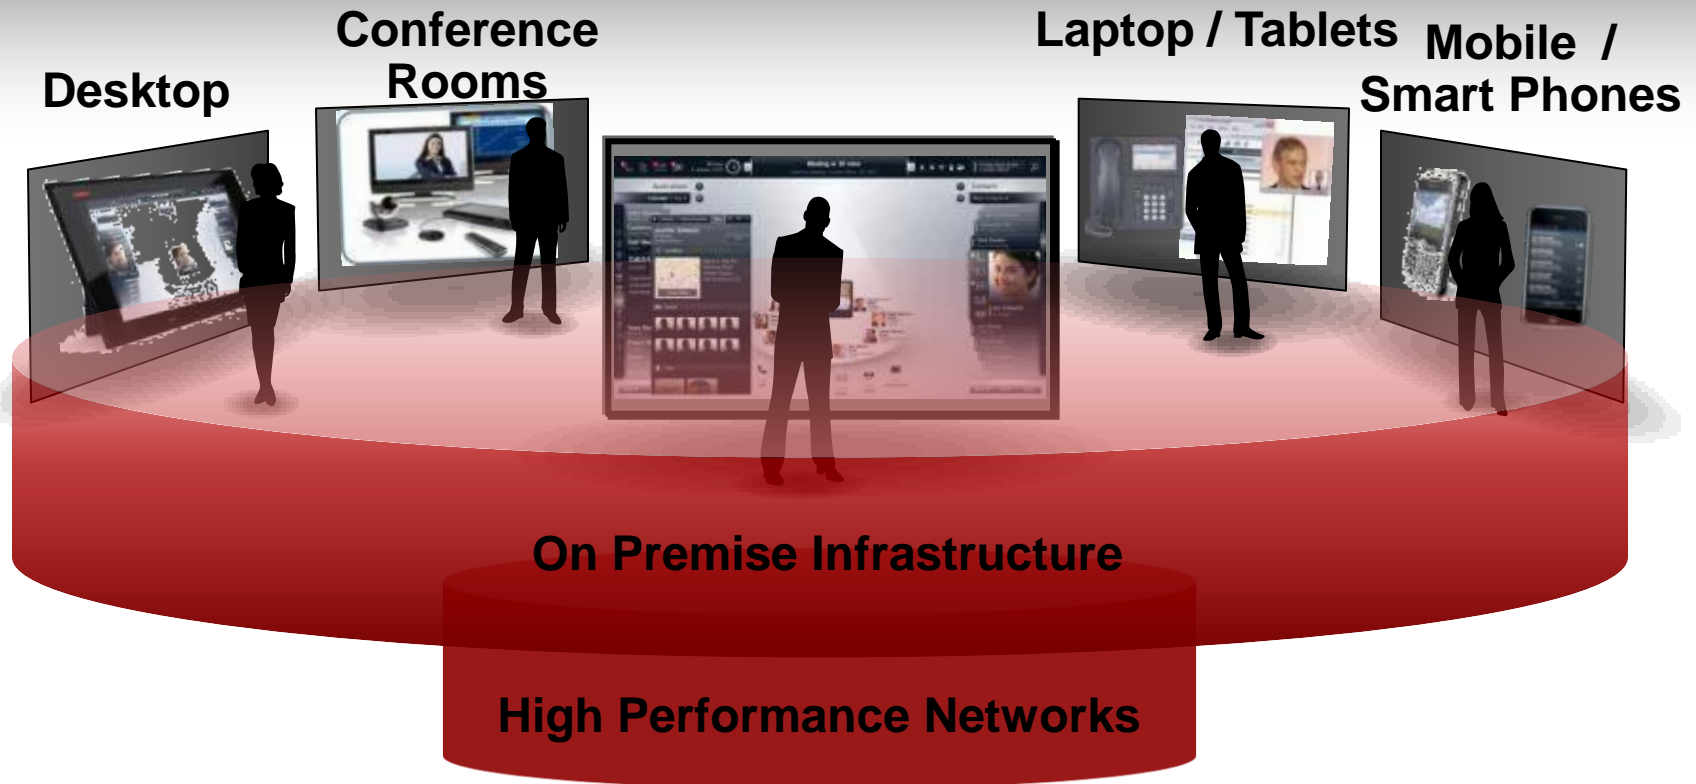 Desktop
Conference
Rooms
Laptop / Tablets
Mobile /
Smart Phones
On Premise Infrastructure
High Performance Networks